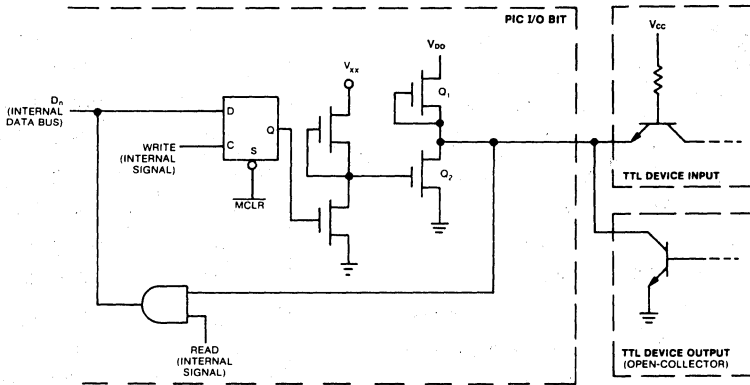 PIC I/O BIT
VCC
VDD
Vxx
Q1
Dn
(INTERNAL
DATA BUS)
D
Q
WRITE
(INTERNAL
SIGNAL)
C
S
MCLR
Q2
TTL DEVICE INPUT
READ
(INTERNAL
SIGNAL)
TTL DEVICE OUTPUT
(OPEN-COLLECTOR)